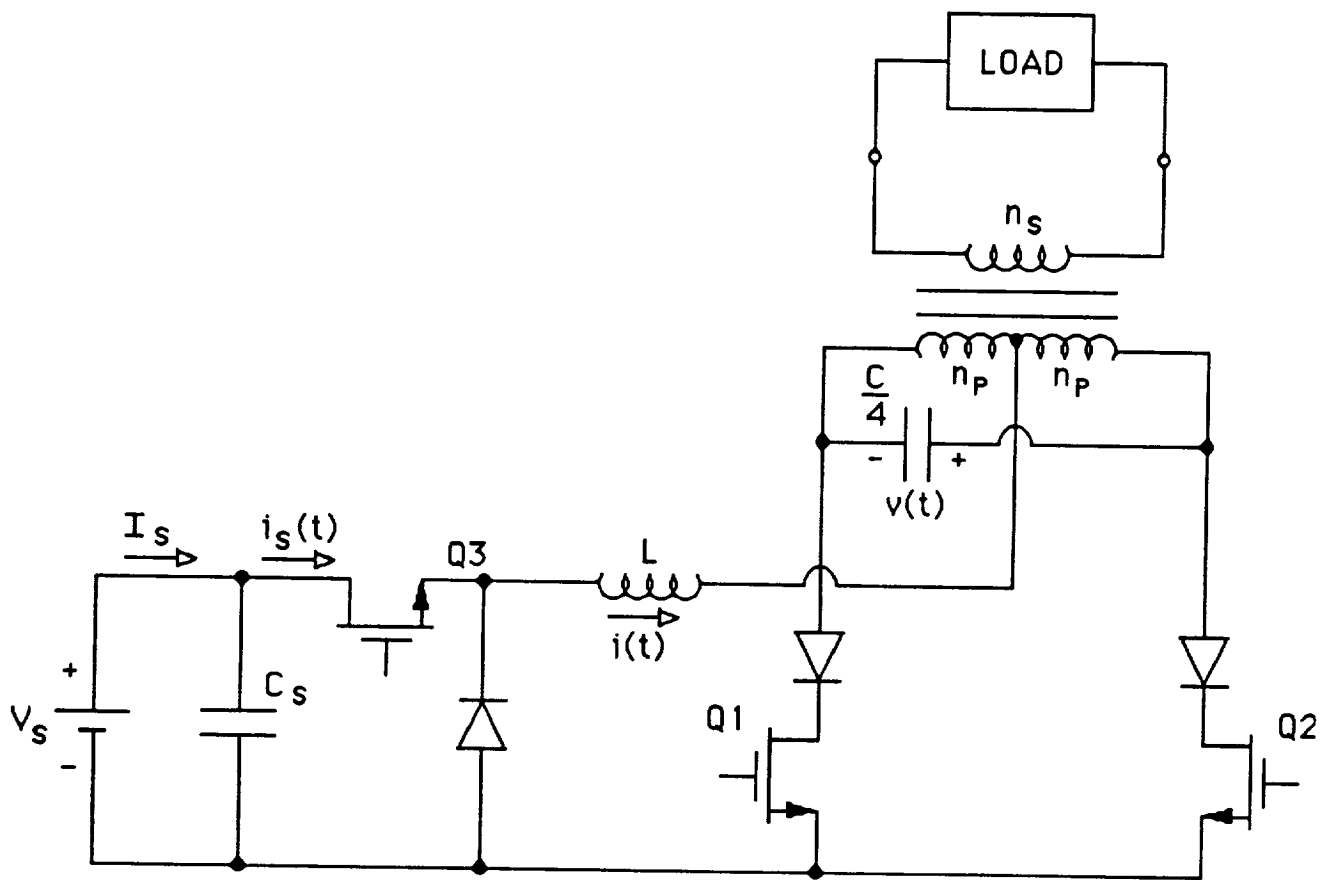 LOAD
n_s
n_p n_p
C/4
- +
v(t)
I_s i_s(t) Q3 L
i(t)
+
V_s C_s
-
Q1 Q2